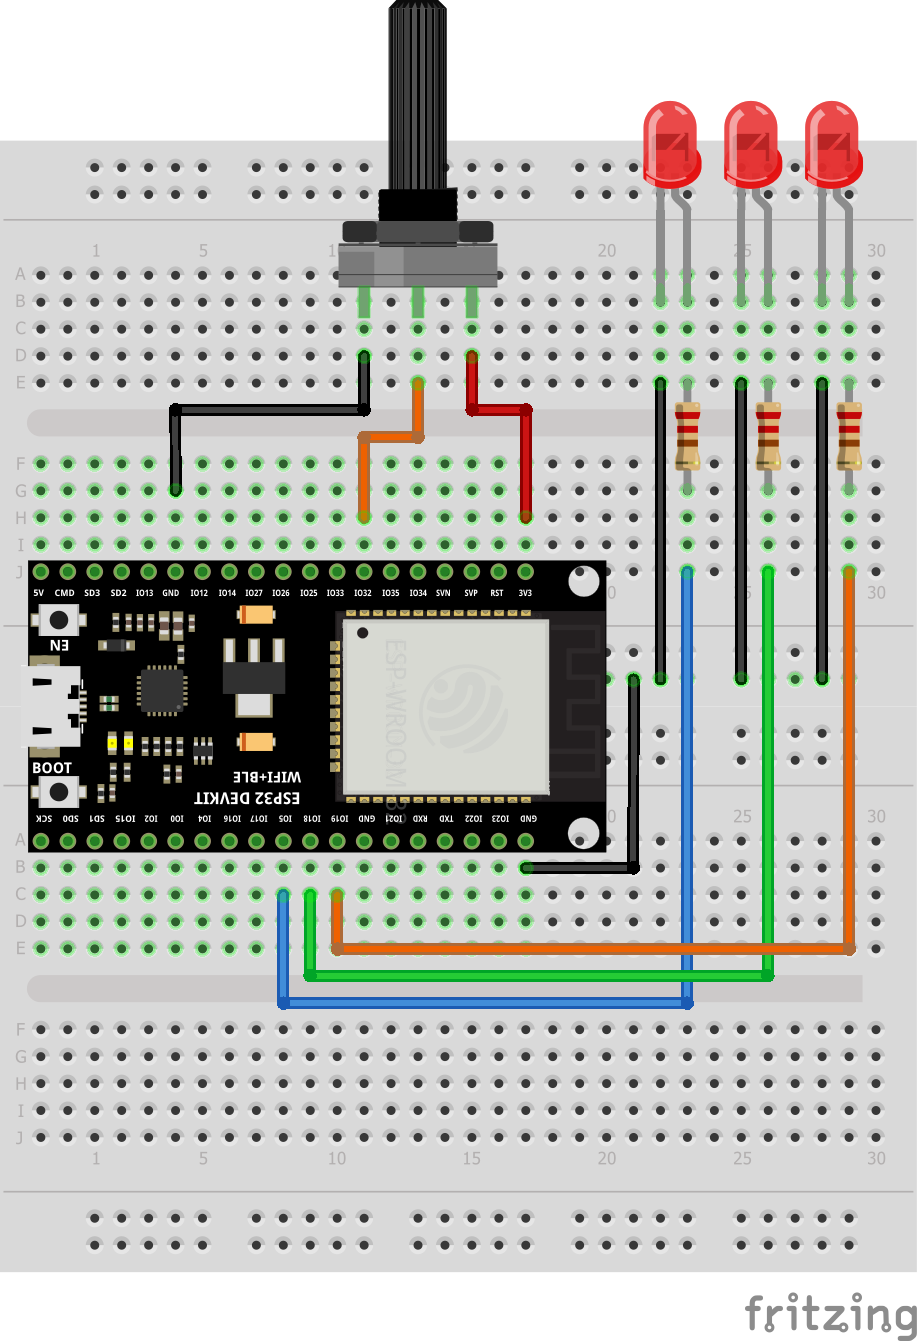 1 5 1 20 25 30
A
B
C
D
E
F
G
H
I
J
5V CMD SD3 SD2 IO13 GND IO12 IO14 IO27 IO26 IO25 IO33 IO32 IO35 IO34 SVN SVP RST 3V3
30
EN
ESP-WROOM-32
BOOT
WIFI+BLE
ESP32 DEVKIT
SCK SD0 SD1 IO15 IO2 IO0 IO4 IO16 IO17 IO5 IO18 IO19 GND IO21 RXD TXD IO22 IO23 GND
20 25 30
A
B
C
D
E
F
G
H
I
J
1 5 10 15 20 25 30
fritzing